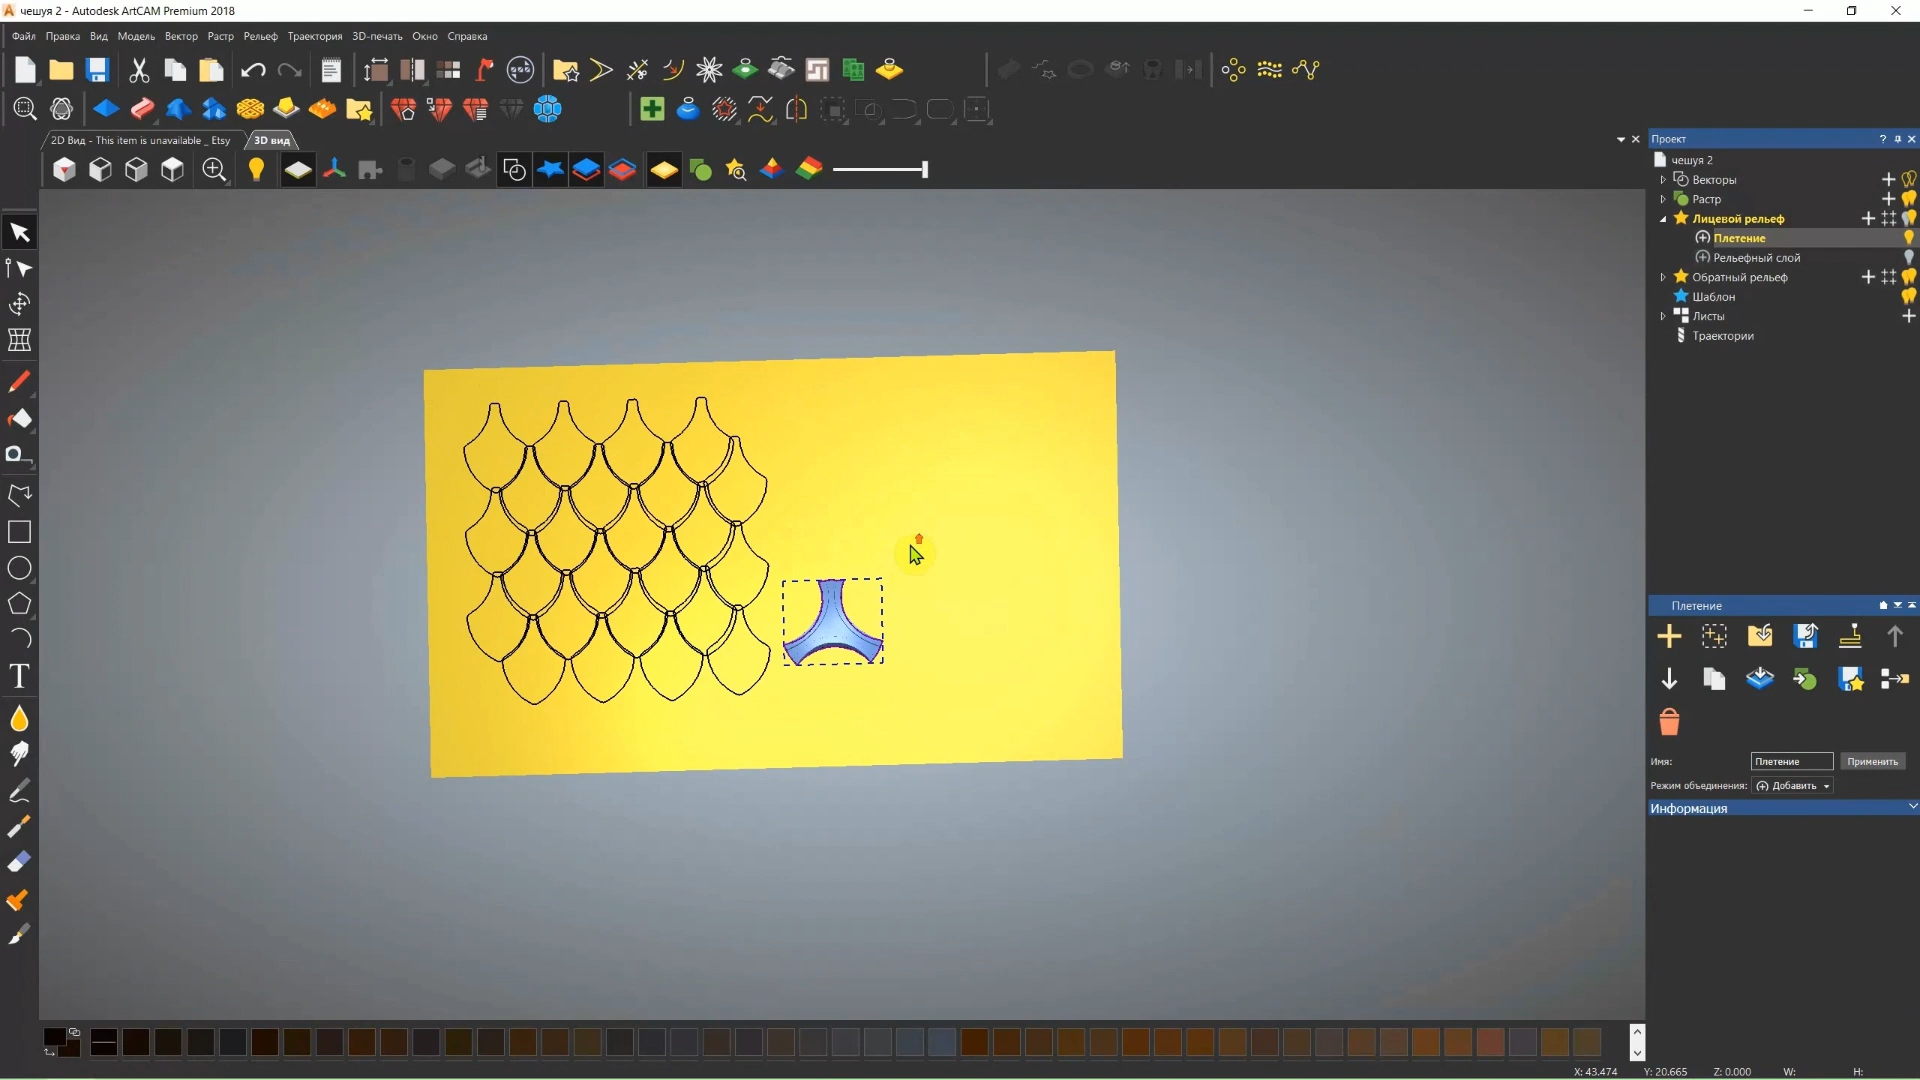 чешуя 2 - Autodesk ArtCAM Premium 2018
Файл Правка Вид Модель Вектор Растр Рельеф Траектория 3D-печать Окно Справка
2D Вид - This item is unavailable _ Etsy
3D вид
Проект
чешуя 2
Векторы
Растр
Лицевой рельеф
Плетение
Рельефный слой
Обратный рельеф
Шаблон
Листы
Траектории
T
Плетение
Имя: Плетение Применить
Режим объединения: Добавить
Информация
X: 43.474 Y: 20.665 Z: 0.000 W: H: